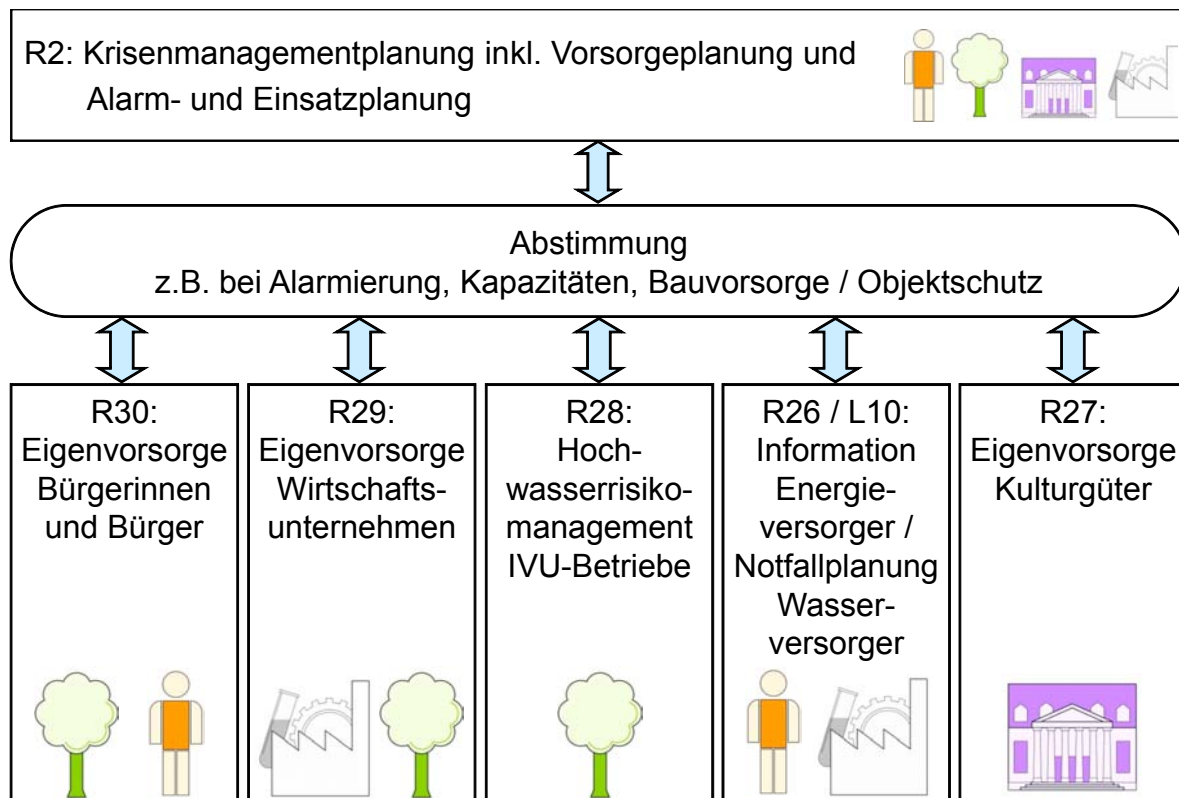 R2: Krisenmanagementplanung inkl. Vorsorgeplanung und
Alarm- und Einsatzplanung
Abstimmung
z.B. bei Alarmierung, Kapazitäten, Bauvorsorge / Objektschutz
R30:
Eigenvorsorge
Bürgerinnen
und Bürger
R29:
Eigenvorsorge
Wirtschafts-
unternehmen
R28:
Hoch-
wasserrisiko-
management
IVU-Betriebe
R26 / L10:
Information
Energie-
versorger /
Notfallplanung
Wasser-
versorger
R27:
Eigenvorsorge
Kulturgüter